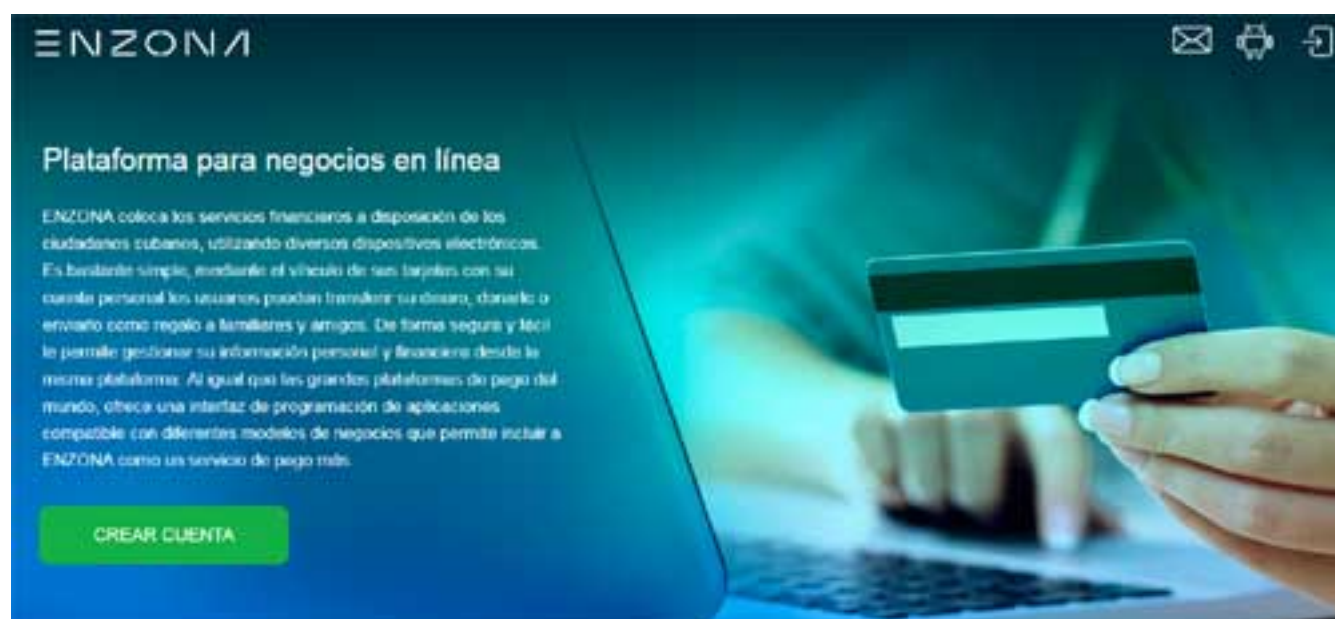 ENZONA
Plataforma para negocios en línea
ENZONA coloca los servicios financieros a disposición de los
ciudadanos cubanos, utilizando diversos dispositivos electrónicos.
Es bastante simple, mediante el vínculo de sus tarjetas con su
cuenta personal los usuarios puedan transferir su dinero, donarlo o
enviarlo como regalo a familiares y amigos. De forma segura y fácil
le permite gestionar su información personal y financiera desde la
misma plataforma. Al igual que las grandes plataformas de pago del
mundo, ofrece una interfaz de programación de aplicaciones
compatible con diferentes modelos de negocios que permite incluir a
ENZONA como un servicio de pago más.
CREAR CUENTA